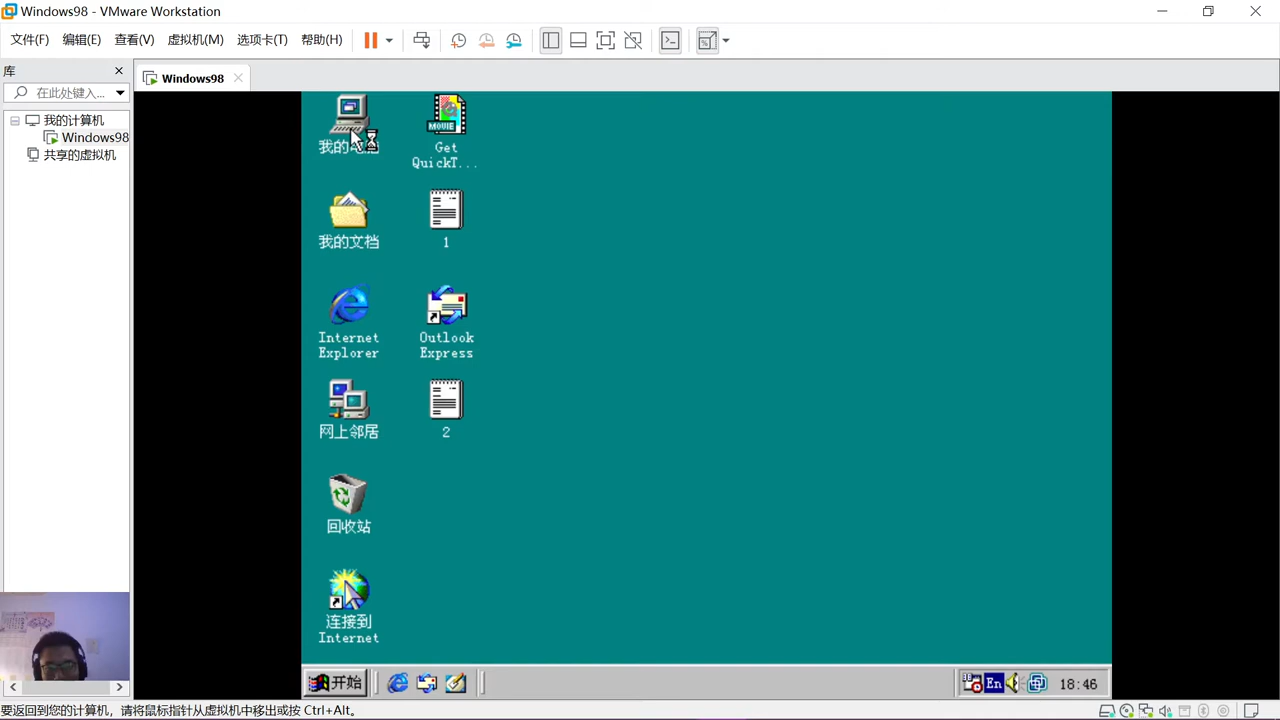 Windows98 - VMware Workstation
文件(F) 编辑(E) 查看(V) 虚拟机(M) 选项卡(T) 帮助(H)
库
在此处键入...
我的计算机
Windows98
共享的虚拟机
Windows98
我的电脑
MOVIE
Get
QuickT...
我的文档
1
Internet
Explorer
Outlook
Express
网上邻居
2
回收站
连接到
Internet
开始
En
18:46
要返回到您的计算机，请将鼠标指针从虚拟机中移出或按 Ctrl+Alt。